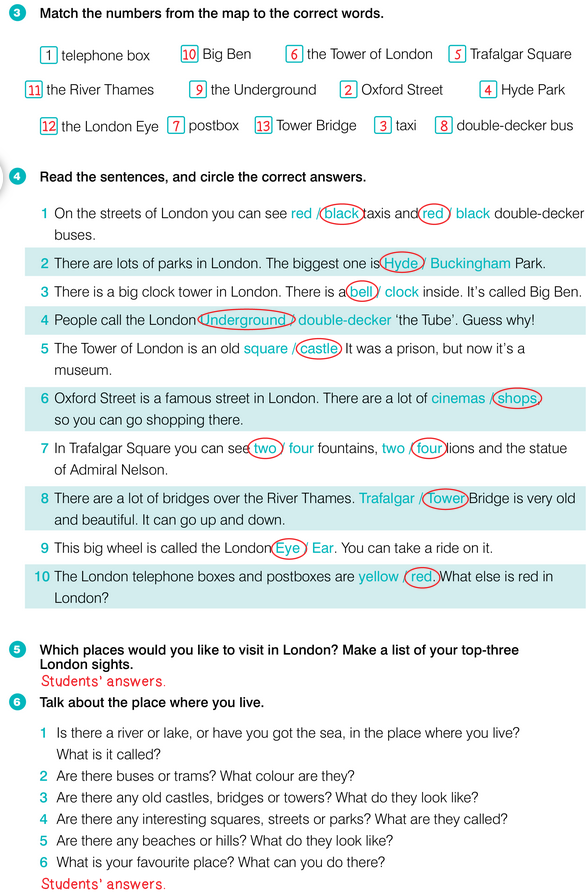 3 Match the numbers from the map to the correct words.
1 telephone box 10 Big Ben 6 the Tower of London 5 Trafalgar Square
11 the River Thames 9 the Underground 2 Oxford Street 4 Hyde Park
12 the London Eye 7 postbox 13 Tower Bridge 3 taxi 8 double-decker bus
4 Read the sentences, and circle the correct answers.
1 On the streets of London you can see red / black taxis and red / black double-decker
buses.
2 There are lots of parks in London. The biggest one is Hyde / Buckingham Park.
3 There is a big clock tower in London. There is a bell / clock inside. It's called Big Ben.
4 People call the London Underground / double-decker ‘the Tube’. Guess why!
5 The Tower of London is an old square / castle. It was a prison, but now it's a
museum.
6 Oxford Street is a famous street in London. There are a lot of cinemas / shops,
so you can go shopping there.
7 In Trafalgar Square you can see two / four fountains, two / four lions and the statue
of Admiral Nelson.
8 There are a lot of bridges over the River Thames. Trafalgar / Tower Bridge is very old
and beautiful. It can go up and down.
9 This big wheel is called the London Eye / Ear. You can take a ride on it.
10 The London telephone boxes and postboxes are yellow / red. What else is red in
London?
5 Which places would you like to visit in London? Make a list of your top-three
London sights.
Students' answers.
6 Talk about the place where you live.
1 Is there a river or lake, or have you got the sea, in the place where you live?
What is it called?
2 Are there buses or trams? What colour are they?
3 Are there any old castles, bridges or towers? What do they look like?
4 Are there any interesting squares, streets or parks? What are they called?
5 Are there any beaches or hills? What do they look like?
6 What is your favourite place? What can you do there?
Students' answers.